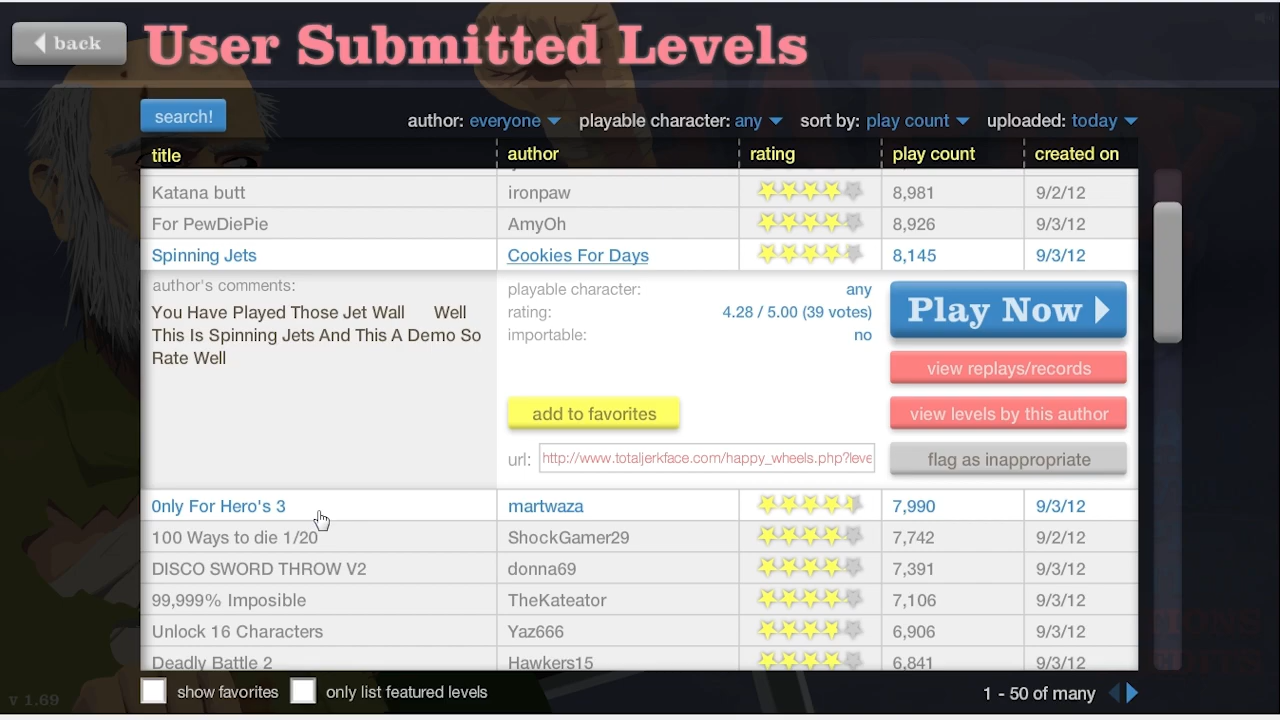 back
User Submitted Levels
search!
author: everyone playable character: any sort by: play count uploaded: today
title author rating play count created on
Katana butt ironpaw 8,981 9/2/12
For PewDiePie AmyOh 8,926 9/3/12
Spinning Jets Cookies For Days 8,145 9/3/12
author's comments:
You Have Played Those Jet Wall Well
This Is Spinning Jets And This A Demo So
Rate Well
playable character: any
rating: 4.28 / 5.00 (39 votes)
importable: no
add to favorites
url: http://www.totaljerkface.com/happy_wheels.php?leve
Play Now
view replays/records
view levels by this author
flag as inappropriate
0nly For Hero's 3 martwaza 7,990 9/3/12
100 Ways to die 1/20 ShockGamer29 7,742 9/2/12
DISCO SWORD THROW V2 donna69 7,391 9/3/12
99,999% Imposible TheKateator 7,106 9/3/12
Unlock 16 Characters Yaz666 6,906 9/3/12
Deadly Battle 2 Hawkers15 6,841 9/3/12
show favorites only list featured levels 1 - 50 of many
v 1.69